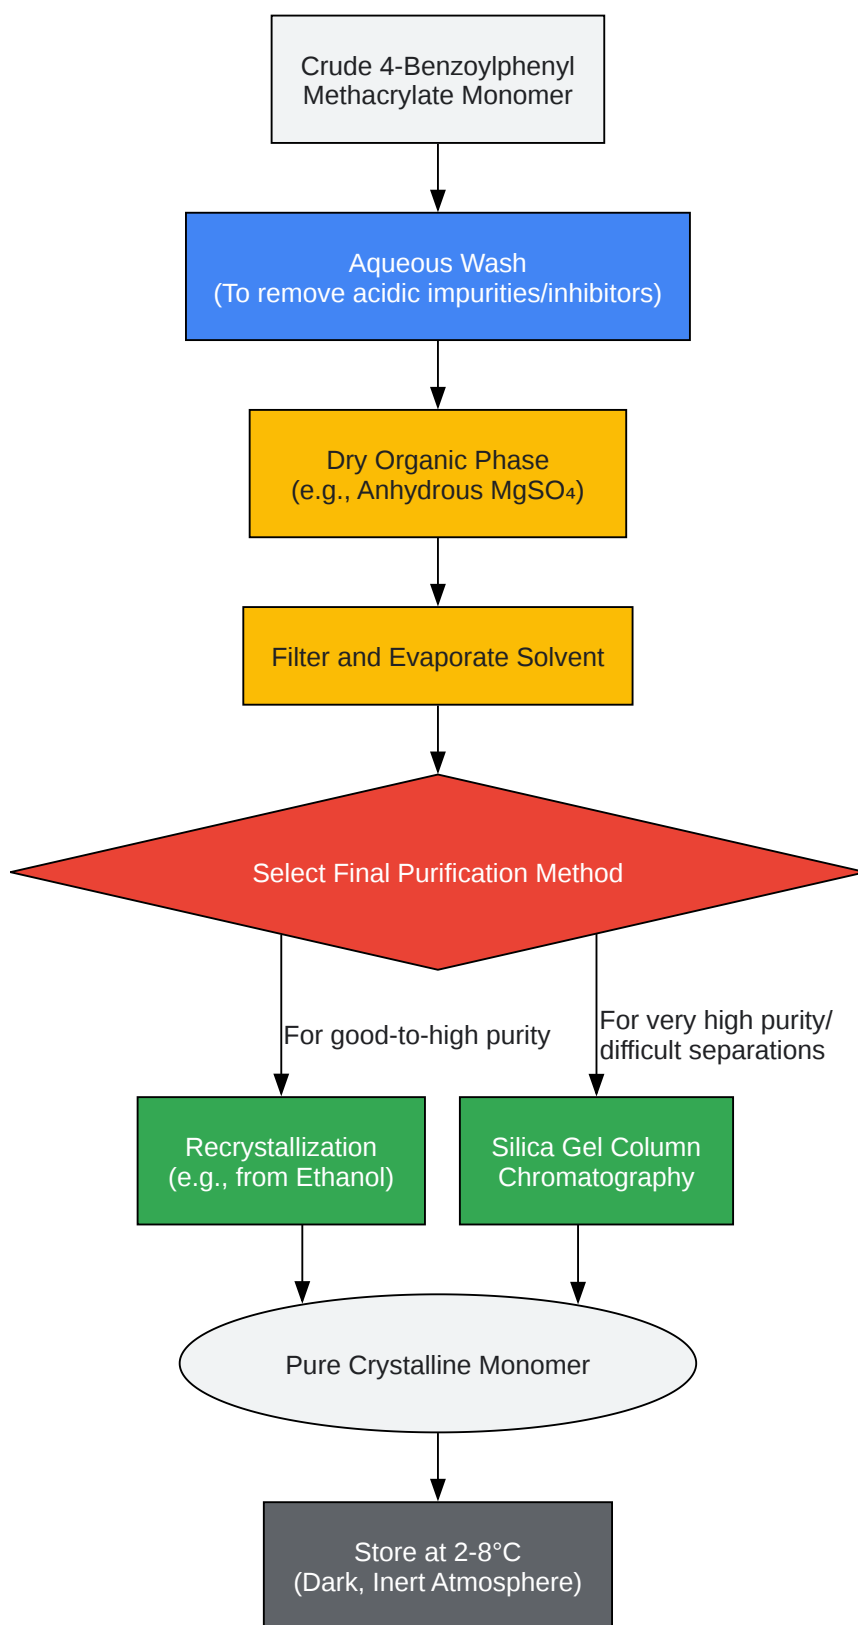 Crude 4-Benzoylphenyl
Methacrylate Monomer
Aqueous Wash
(To remove acidic impurities/inhibitors)
Dry Organic Phase
(e.g., Anhydrous MgSO₄)
Filter and Evaporate Solvent
Select Final Purification Method
For good-to-high purity
For very high purity/
difficult separations
Recrystallization
(e.g., from Ethanol)
Silica Gel Column
Chromatography
Pure Crystalline Monomer
Store at 2-8°C
(Dark, Inert Atmosphere)